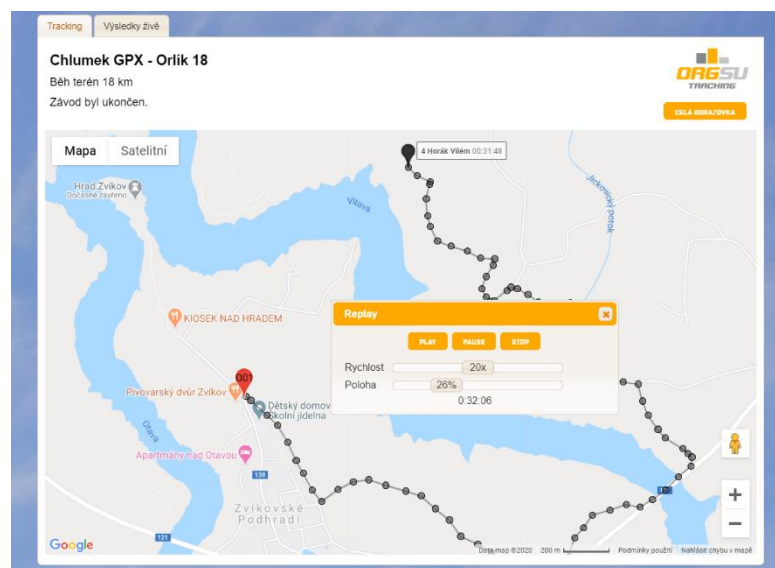 Tracking
Výsledky živě
Chlumek GPX - Orlík 18
Běh terén 18 km
Závod byl ukončen.
ORGSU
TRACKING
CELÁ OBRAZOVKA
Mapa
Satelitní
4 Horák Vilém 00:31:48
Hrad Zvíkov
Dočasně zavřeno
Vltava
Jickovický potok
KIOSEK NAD HRADEM
Replay
PLAY
PAUSE
STOP
Rychlost
20x
Poloha
26%
0:32:06
001
Pivovarský dvůr Zvíkov
Dětský domov
Školní jídelna
Otava
Apartmány nad Otavou
138
Zvíkovské
Podhradí
121
Google
Data map ©2020
200 m
Podmínky použití
Nahlásit chybu v mapě